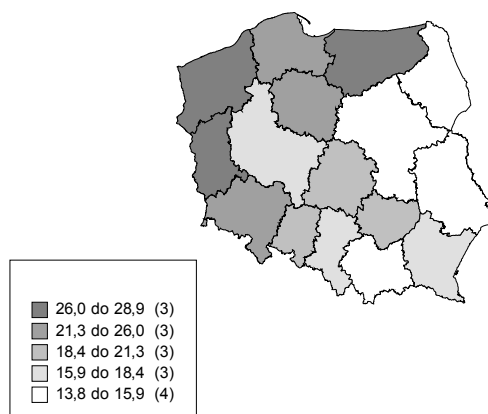 26,0 do 28,9 (3)
21,3 do 26,0 (3)
18,4 do 21,3 (3)
15,9 do 18,4 (3)
13,8 do 15,9 (4)